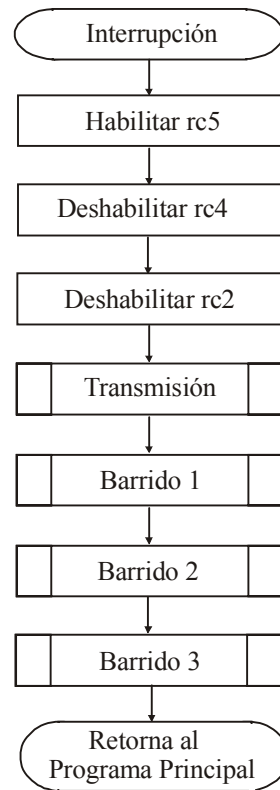 Interrupción
Habilitar rc5
Deshabilitar rc4
Deshabilitar rc2
Transmisión
Barrido 1
Barrido 2
Barrido 3
Retorna al
Programa Principal